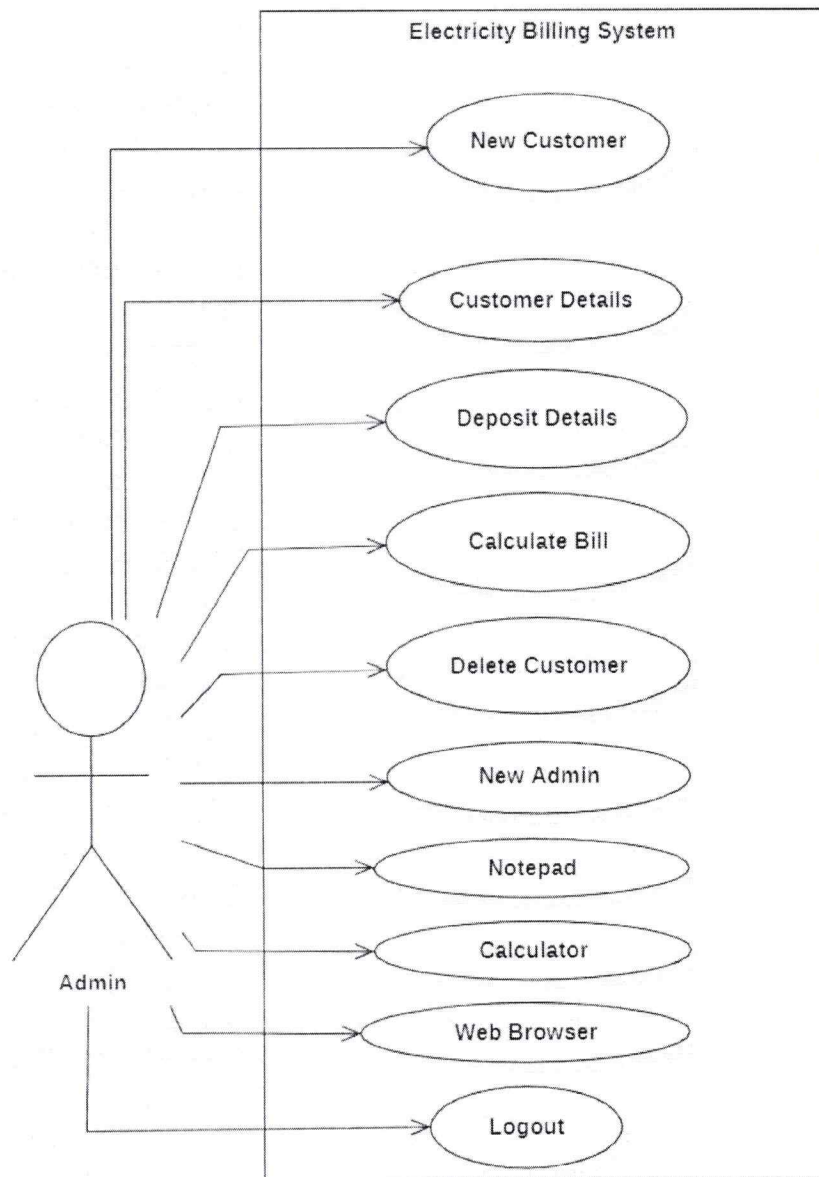 Electricity Billing System
New Customer
Customer Details
Deposit Details
Calculate Bill
Delete Customer
New Admin
Notepad
Calculator
Admin
Web Browser
Logout